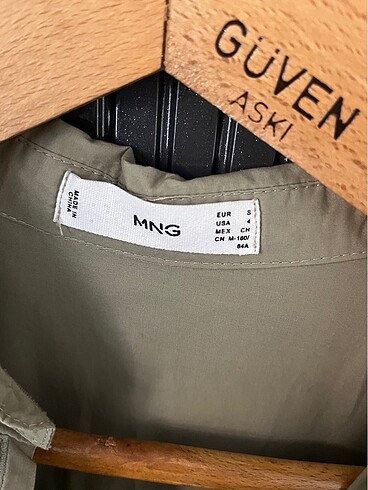 GÜVEN
ASKI
MADE IN
CHINA
MNG
EUR S
USA 4
MEX CH
CN M-160/
84A